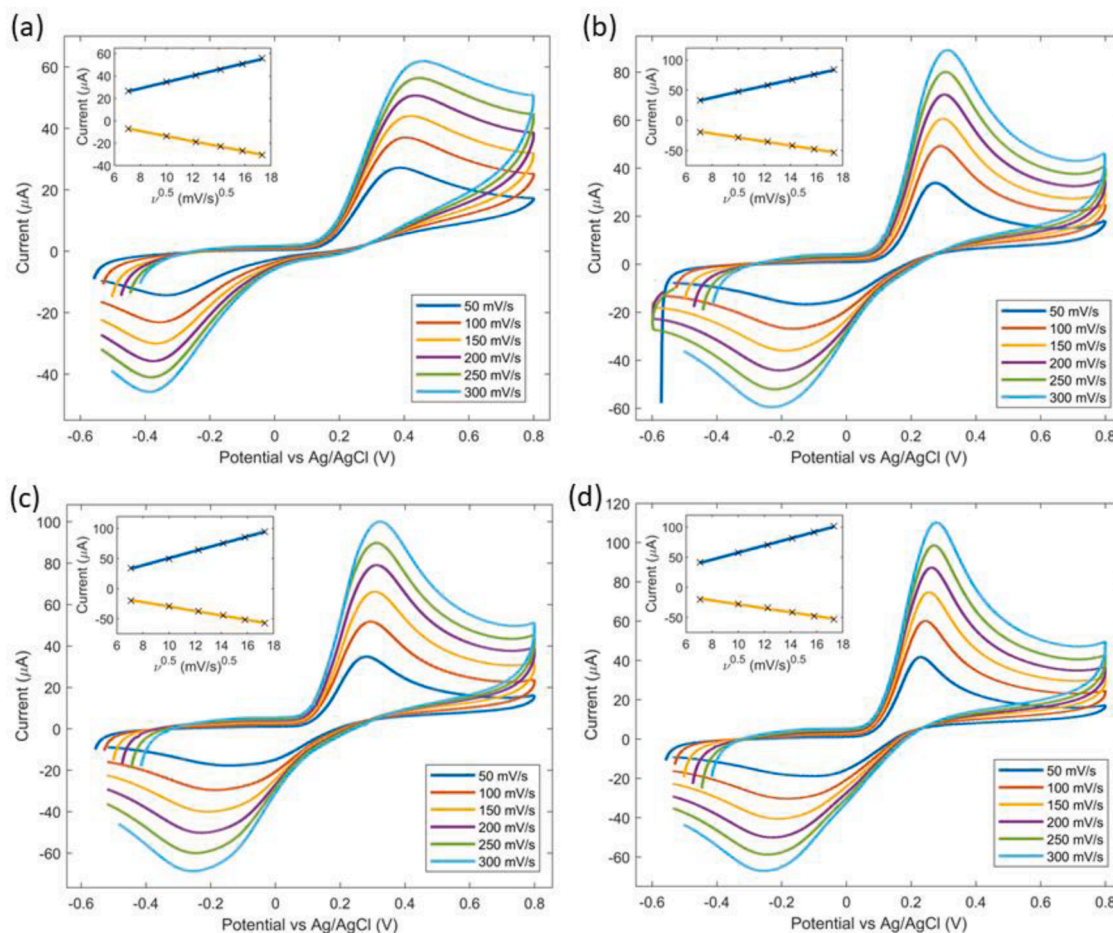 (a)
60
40
20
0
-20
-40
Current (μA)
-0.6 -0.4 -0.2 0 0.2 0.4 0.6 0.8
Potential vs Ag/AgCl (V)
60
40
20
0
-20
-40
Current (μA)
6 8 10 12 14 16 18
ν^0.5 (mV/s)^0.5
50 mV/s
100 mV/s
150 mV/s
200 mV/s
250 mV/s
300 mV/s
(b)
80
60
40
20
0
-20
-40
-60
Current (μA)
-0.6 -0.4 -0.2 0 0.2 0.4 0.6 0.8
Potential vs Ag/AgCl (V)
100
50
0
-50
Current (μA)
6 8 10 12 14 16 18
ν^0.5 (mV/s)^0.5
50 mV/s
100 mV/s
150 mV/s
200 mV/s
250 mV/s
300 mV/s
(c)
100
80
60
40
20
0
-20
-40
-60
Current (μA)
-0.6 -0.4 -0.2 0 0.2 0.4 0.6 0.8
Potential vs Ag/AgCl (V)
100
50
0
-50
Current (μA)
6 8 10 12 14 16 18
ν^0.5 (mV/s)^0.5
50 mV/s
100 mV/s
150 mV/s
200 mV/s
250 mV/s
300 mV/s
(d)
120
100
80
60
40
20
0
-20
-40
-60
-80
Current (μA)
-0.6 -0.4 -0.2 0 0.2 0.4 0.6 0.8
Potential vs Ag/AgCl (V)
100
50
0
-50
Current (μA)
6 8 10 12 14 16 18
ν^0.5 (mV/s)^0.5
50 mV/s
100 mV/s
150 mV/s
200 mV/s
250 mV/s
300 mV/s